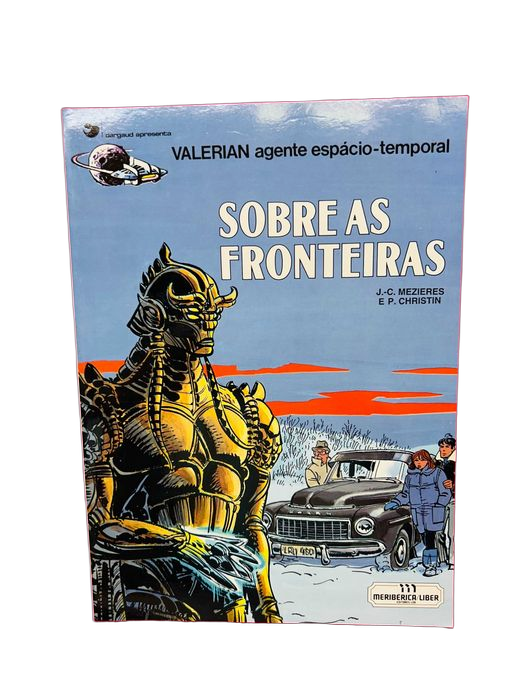 dargaud apresenta
VALERIAN agente espácio-temporal
SOBRE AS
FRONTEIRAS
J.-C. MEZIERES
E P. CHRISTIN
MERIBERICA/LIBER